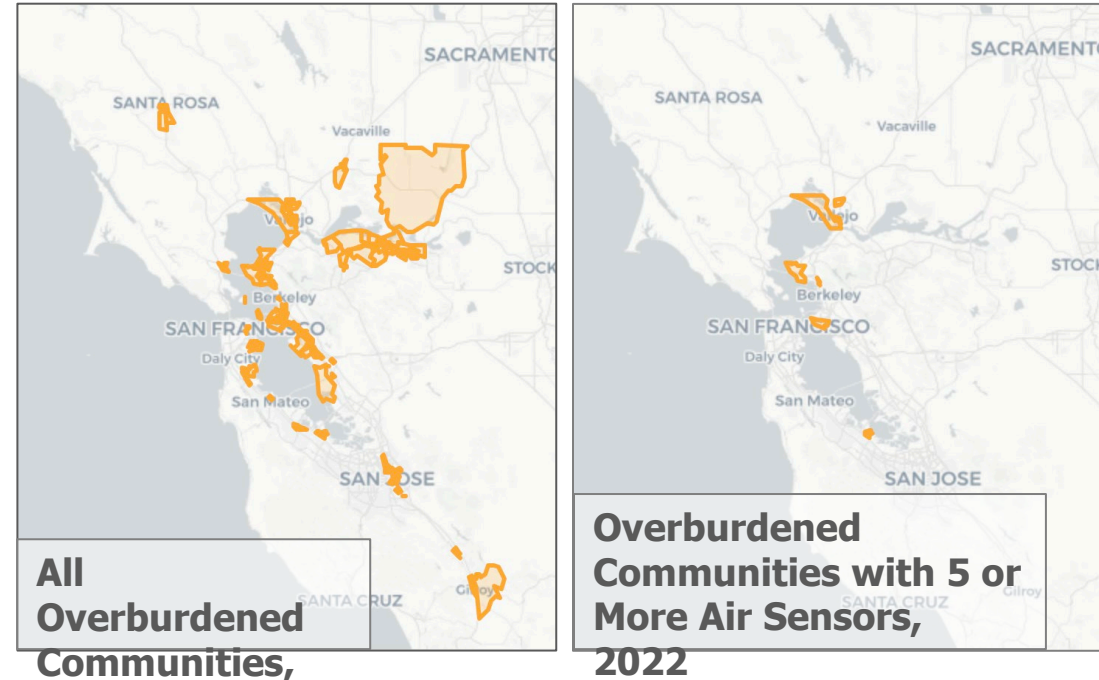 SACRAMENTO
SANTA ROSA
Vacaville
Vallejo
STOCK
Berkeley
SAN FRANCISCO
Daly City
San Mateo
SAN JOSE
Gilroy
SANTA CRUZ
All
Overburdened
Communities,
SACRAMENTO
SANTA ROSA
Vacaville
Vallejo
STOCK
Berkeley
SAN FRANCISCO
Daly City
San Mateo
SAN JOSE
Overburdened
Communities with 5 or
More Air Sensors,
2022
SANTA CRUZ
Gilroy